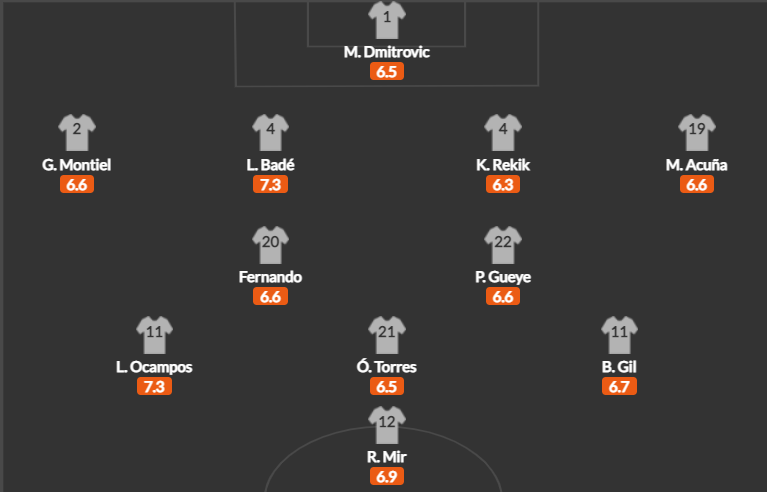 1
M. Dmitrovic
6.5
2 4 4 19
G. Montiel L. Badé K. Rekik M. Acuña
6.6 7.3 6.3 6.6
20 22
Fernando P. Gueye
6.6 6.6
11 21 11
L. Ocampos Ó. Torres B. Gil
7.3 6.5 6.7
12
R. Mir
6.9